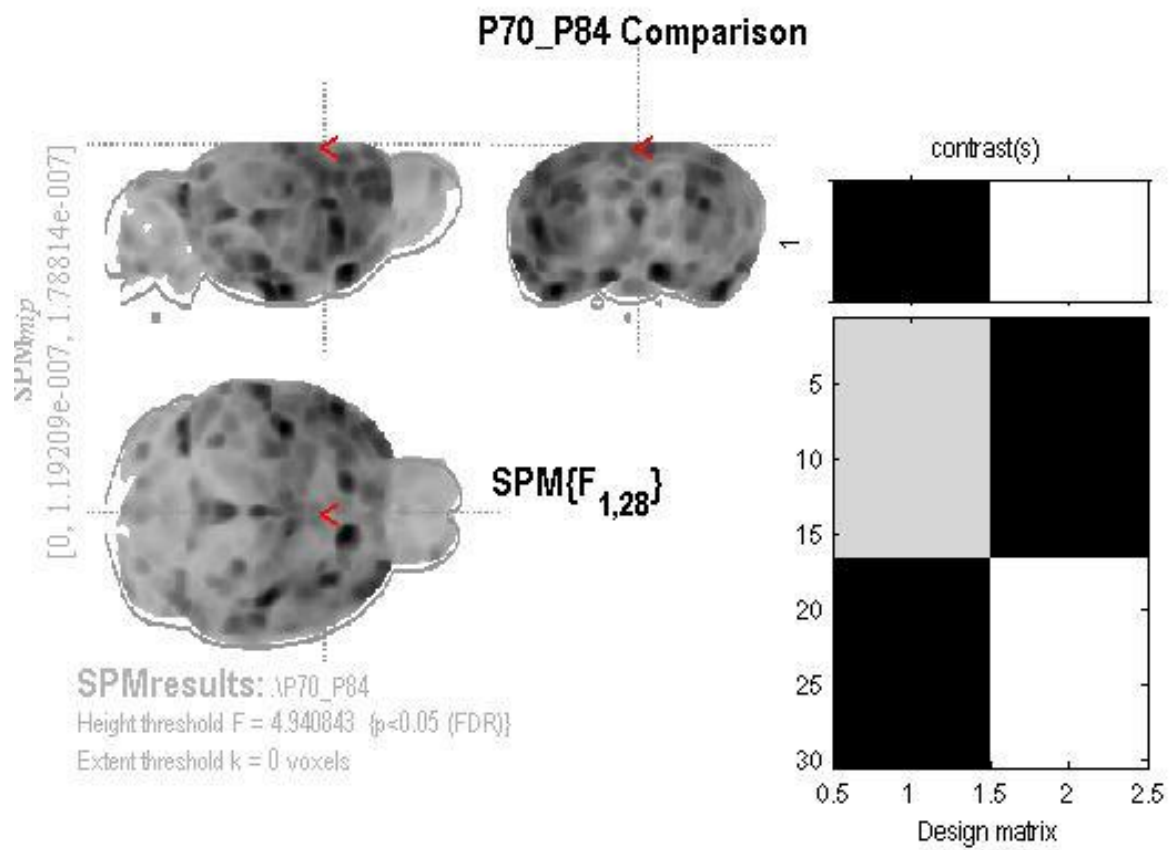 P70_P84 Comparison
SPMmip
[0, 1.19209e-007, 1.78814e-007]
<
<
<
SPM{F1,28}
SPMresults: .\P70_P84
Height threshold F = 4.940843 {p<0.05 (FDR)}
Extent threshold k = 0 voxels
contrast(s)
1
5
10
15
20
25
30
0.5 1 1.5 2 2.5
Design matrix